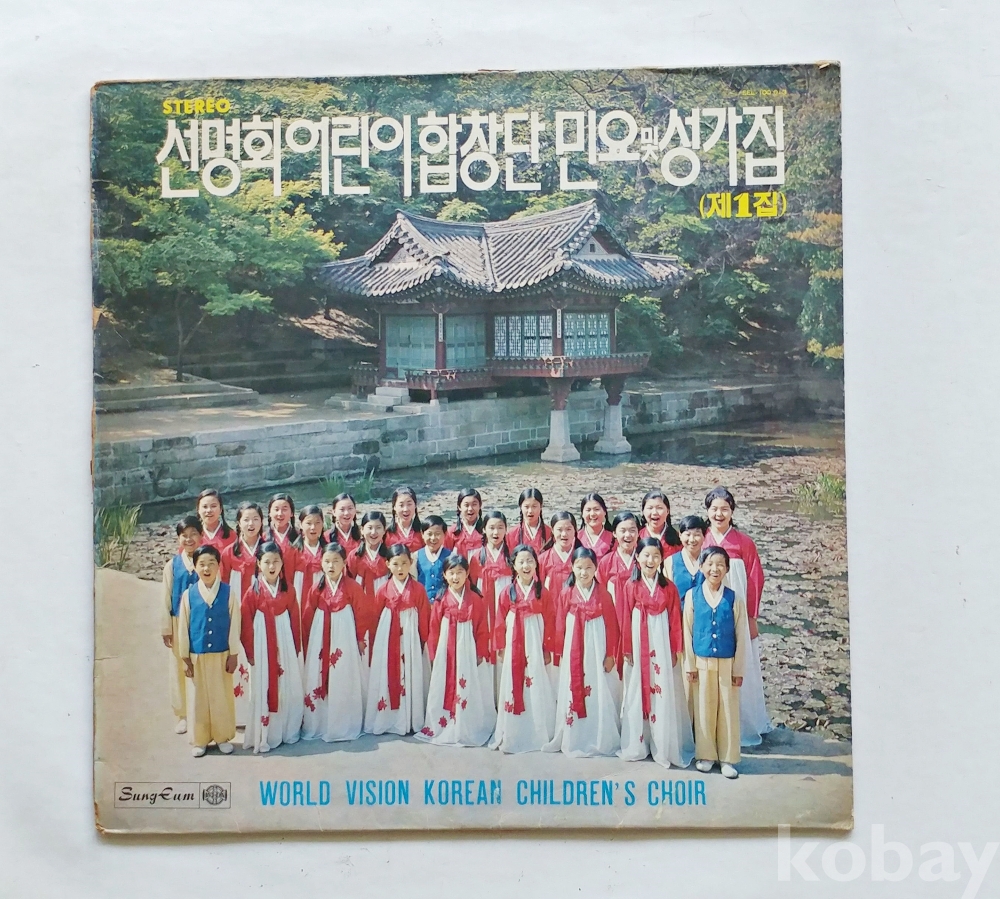 STEREO
선명회 어린이 합창단 민요 및 성가집
(제1집)
SungEum
WORLD VISION KOREAN CHILDREN'S CHOIR
kobay